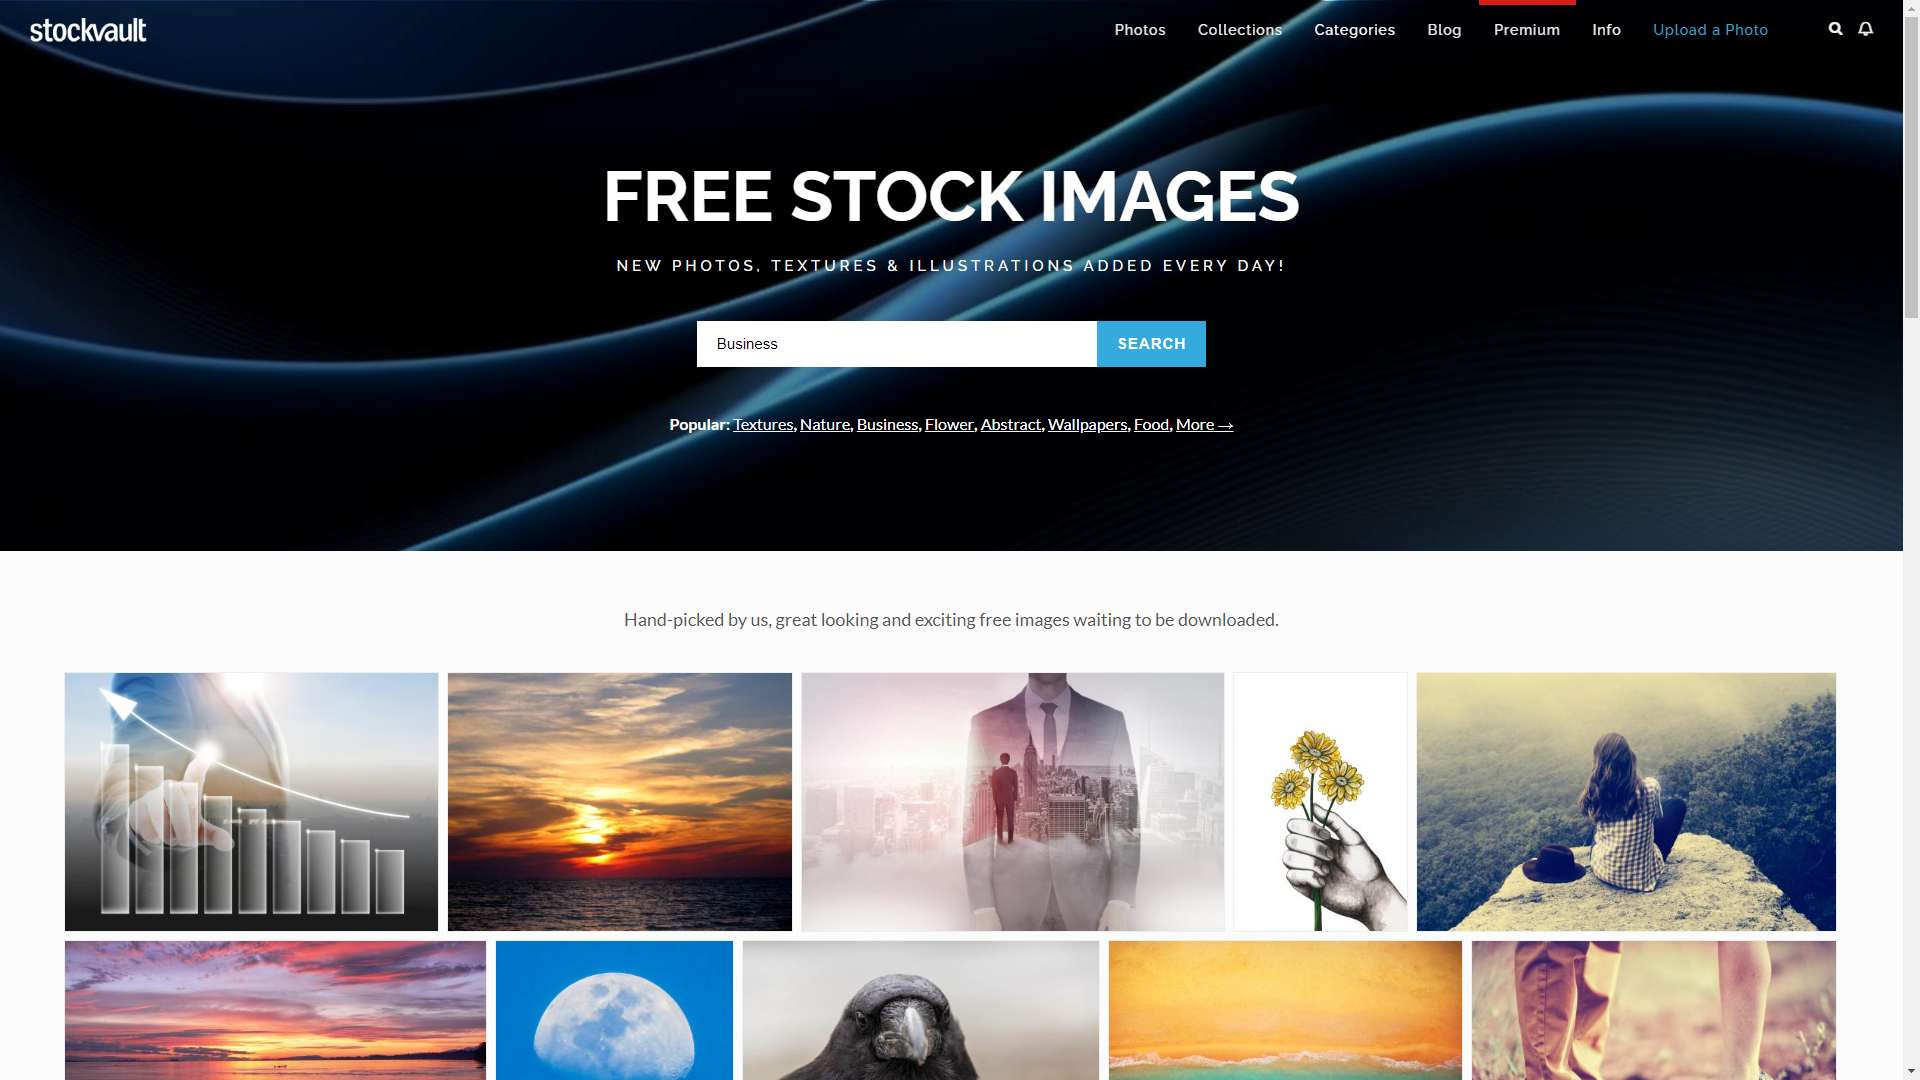 stockvault
Photos Collections Categories Blog Premium Info Upload a Photo
FREE STOCK IMAGES
NEW PHOTOS, TEXTURES & ILLUSTRATIONS ADDED EVERY DAY!
Business SEARCH
Popular: Textures, Nature, Business, Flower, Abstract, Wallpapers, Food, More →
Hand-picked by us, great looking and exciting free images waiting to be downloaded.